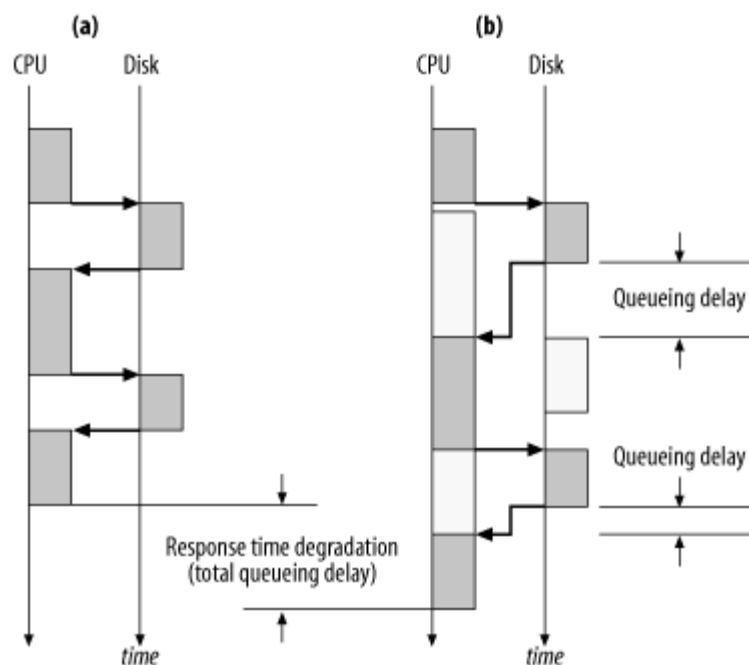 (a)
(b)
CPU
Disk
CPU
Disk
Queueing delay
Queueing delay
Response time degradation
(total queueing delay)
time
time